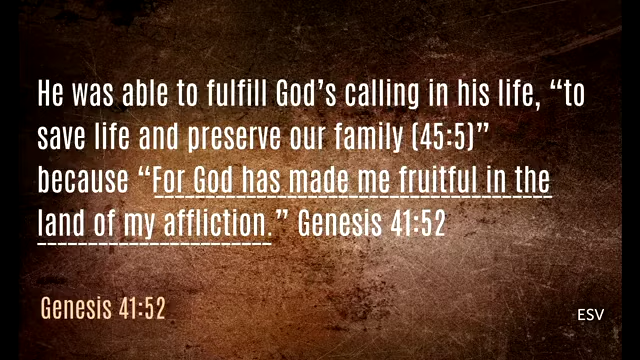 He was able to fulfill God’s calling in his life, “to
save life and preserve our family (45:5)”
because “For God has made me fruitful in the
land of my affliction.” Genesis 41:52
Genesis 41:52
ESV